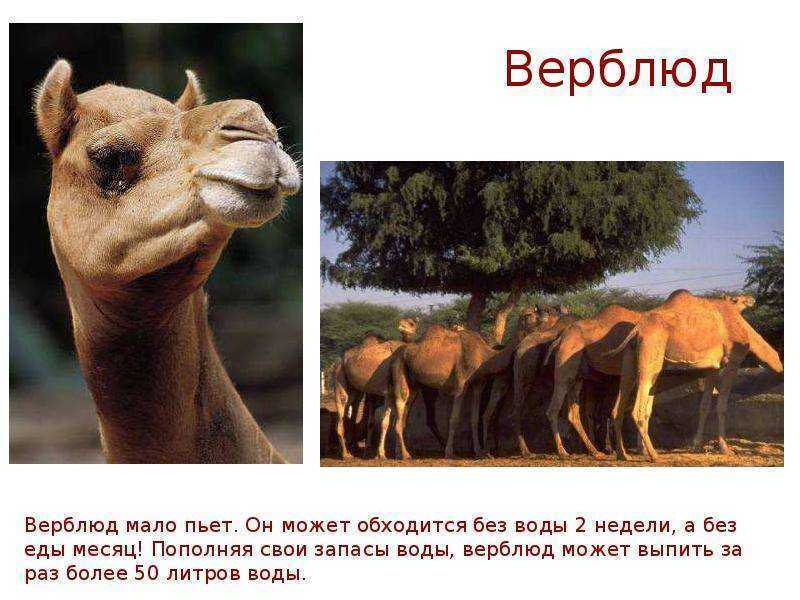 Верблюд
Верблюд мало пьет. Он может обходится без воды 2 недели, а без
еды месяц! Пополняя свои запасы воды, верблюд может выпить за
раз более 50 литров воды.